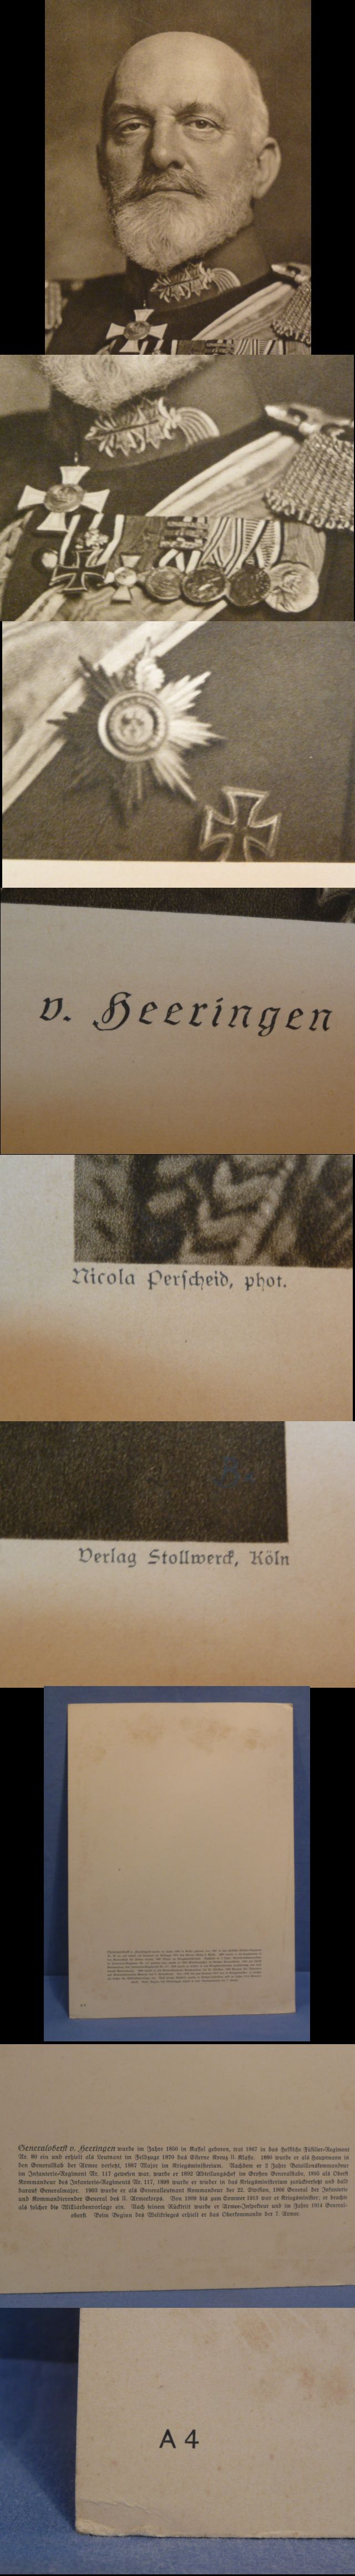 v. Heeringen
Nicola Perscheid, phot.
Verlag Stollwerck, Köln
Generaloberst v. Heeringen wurde im Jahre 1850 in Kassel geboren, trat 1867 in das hessische Füsilier-Regiment
Nr. 80 ein und erhielt als Leutnant im Feldzuge 1870 das Eiserne Kreuz II. Klasse. 1880 wurde er als Hauptmann in
den Generalstab der Armee versetzt, 1887 Major im Kriegsministerium. Nachdem er 2 Jahre Bataillonskommandeur
im Infanterie-Regiment Nr. 117 gewesen war, wurde er 1892 Abteilungschef im Großen Generalstabe, 1895 als Oberst
Kommandeur des Infanterie-Regiments Nr. 117, 1898 wurde er wieder in das Kriegsministerium zurückversetzt und bald
darauf Generalmajor. 1903 wurde er als Generalleutnant Kommandeur der 22. Division, 1906 General der Infanterie
und Kommandierender General des II. Armeekorps. Von 1909 bis zum Sommer 1913 war er Kriegsminister; er brachte
als solcher die Militärvorlage ein. Nach seinem Rücktritt wurde er Armee-Inspekteur und im Jahre 1914 General-
oberst. Beim Beginn des Weltkrieges erhielt er das Oberkommando der 7. Armee.
A 4